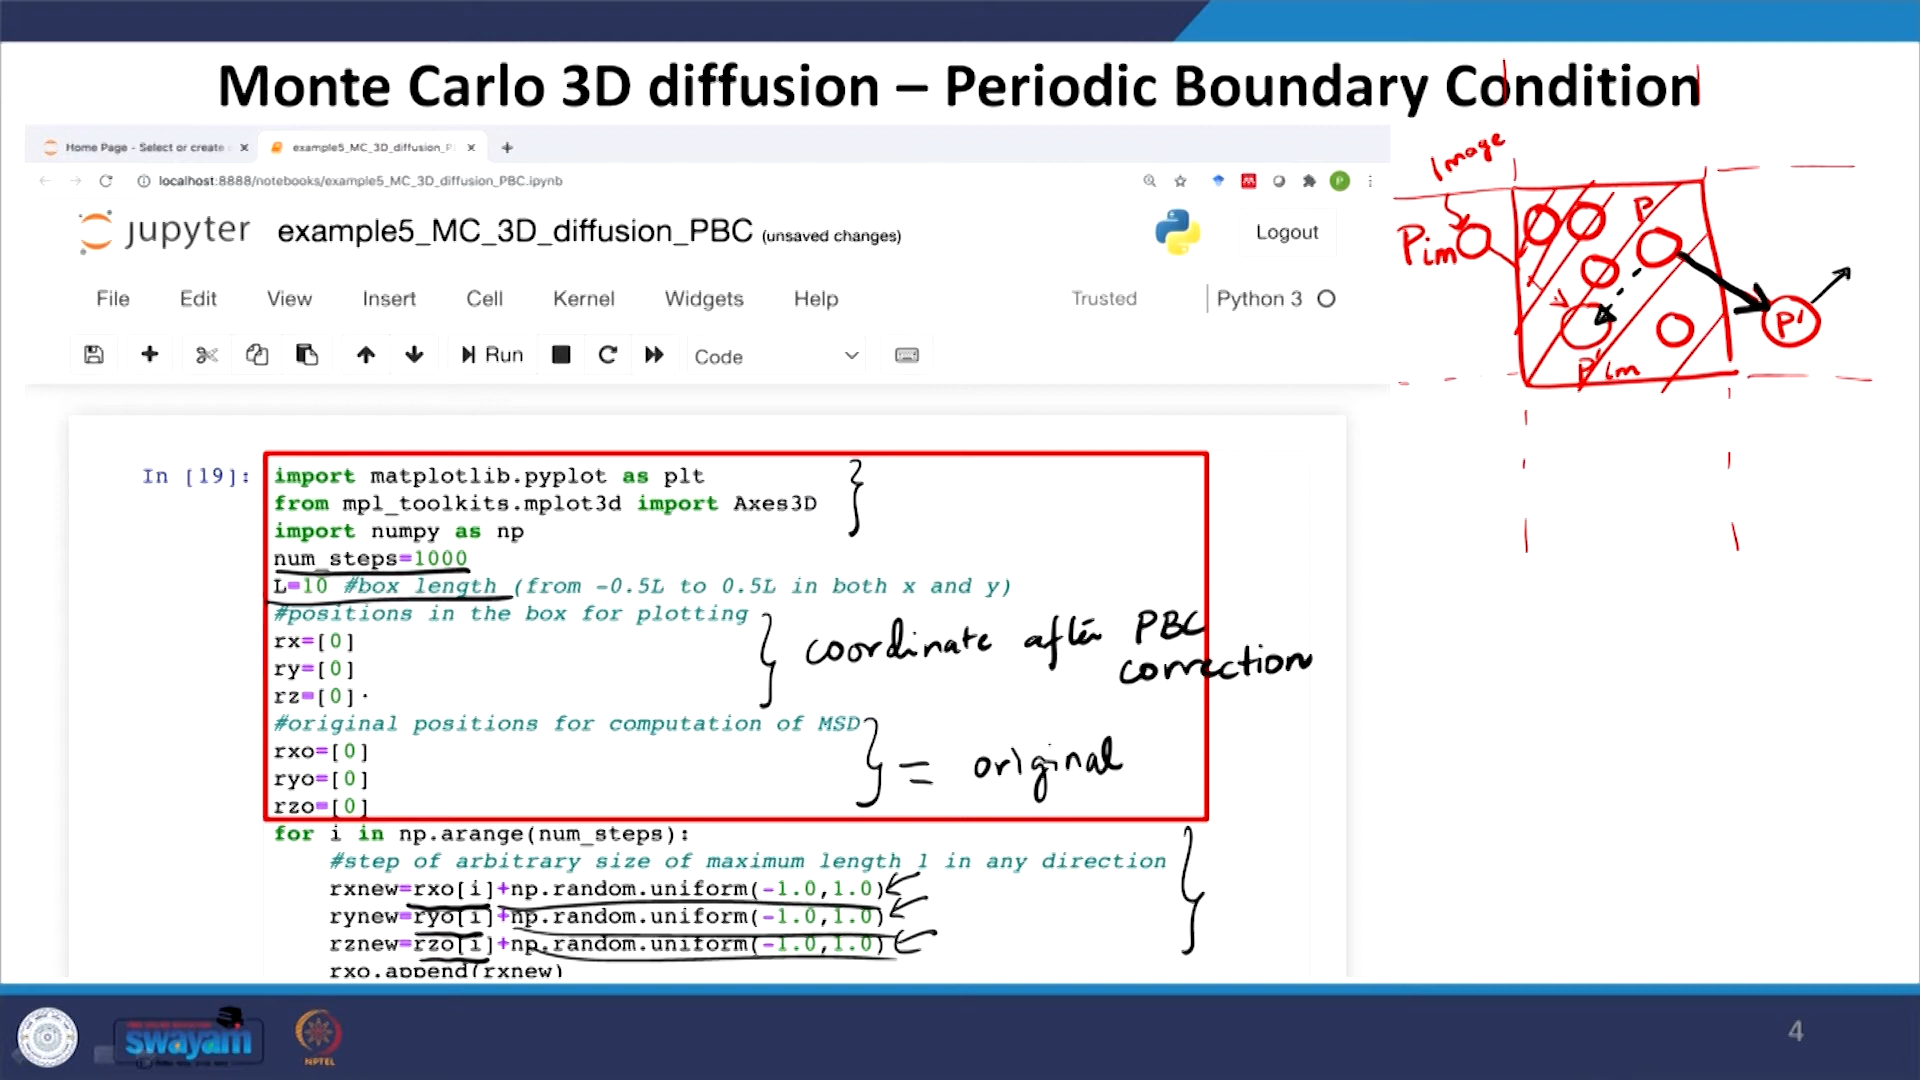 Monte Carlo 3D diffusion – Periodic Boundary Condition
Home Page - Select or create
example5_MC_3D_diffusion_P
localhost:8888/notebooks/example5_MC_3D_diffusion_PBC.ipynb
P
jupyter
example5_MC_3D_diffusion_PBC (unsaved changes)
Logout
File Edit View Insert Cell Kernel Widgets Help
Trusted
Python 3
Run
Code
Image
Pim
P
P'
P'im
In [19]:
import matplotlib.pyplot as plt
from mpl_toolkits.mplot3d import Axes3D
import numpy as np
num_steps=1000
L=10 #box length (from -0.5L to 0.5L in both x and y)
#positions in the box for plotting
rx=[0]
ry=[0]
rz=[0]
coordinate after PBC
correction
#original positions for computation of MSD
rxo=[0]
ryo=[0]
rzo=[0]
= original
for i in np.arange(num_steps):
#step of arbitrary size of maximum length 1 in any direction
rxnew=rxo[i]+np.random.uniform(-1.0,1.0)
rynew=ryo[i]+np.random.uniform(-1.0,1.0)
rznew=rzo[i]+np.random.uniform(-1.0,1.0)
rxo.append(rxnew)
swayam
NPTEL
4